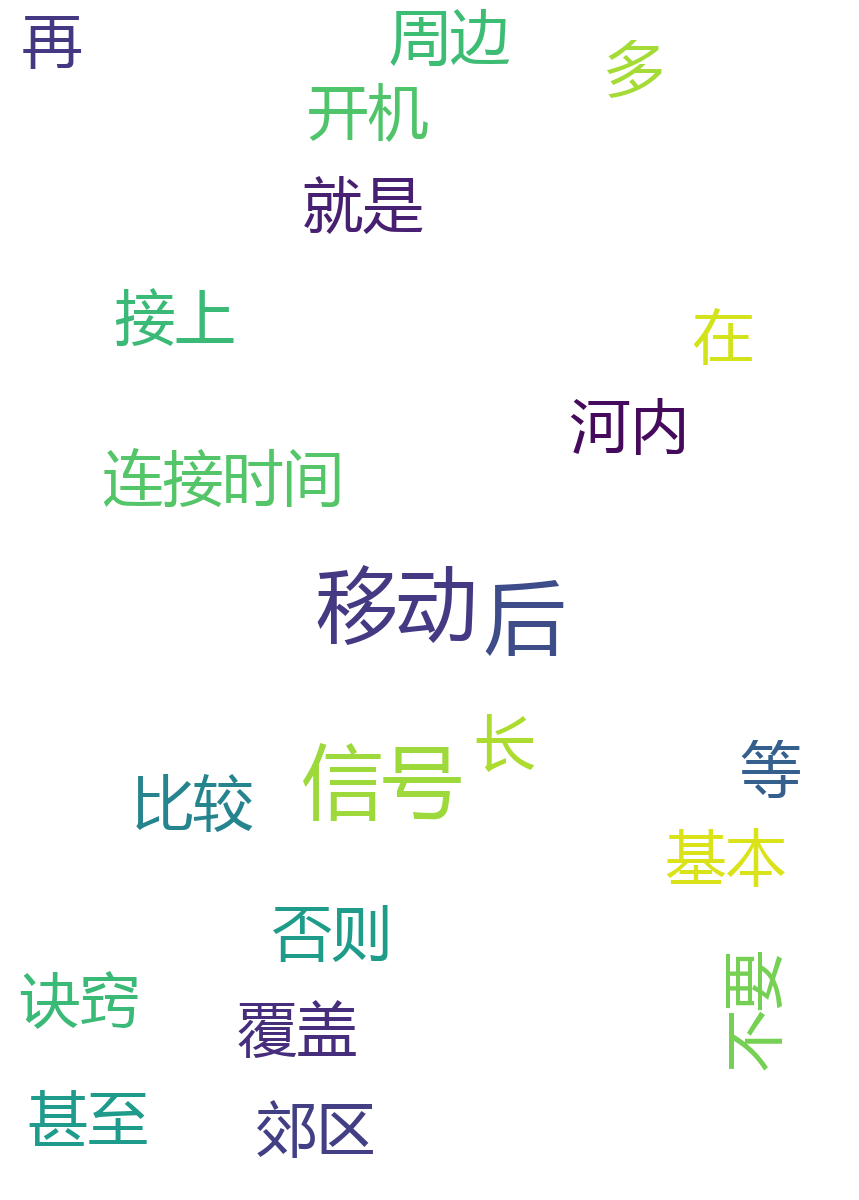 再
周边
多
开机
就是
接上
在
河内
连接时间
移动
后
长
信号
等
比较
基本
否则
不要
诀窍
覆盖
甚至
郊区